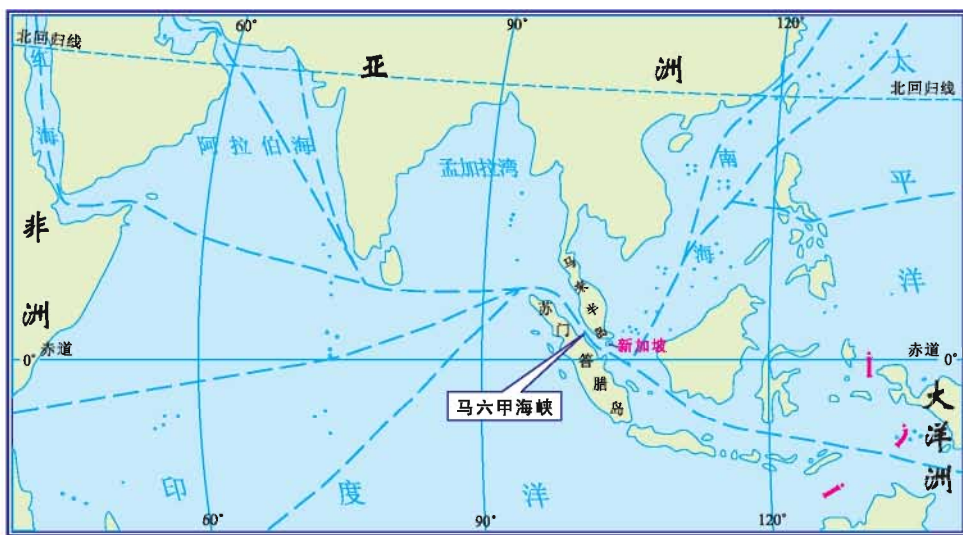 60°
90°
120°
北回归线
北回归线
亚洲
太平洋
红海
阿拉伯海
孟加拉湾
南海
非洲
马来半岛
苏门答腊岛
新加坡
0°
赤道
赤道
0°
马六甲海峡
大洋洲
印度洋
60°
90°
120°